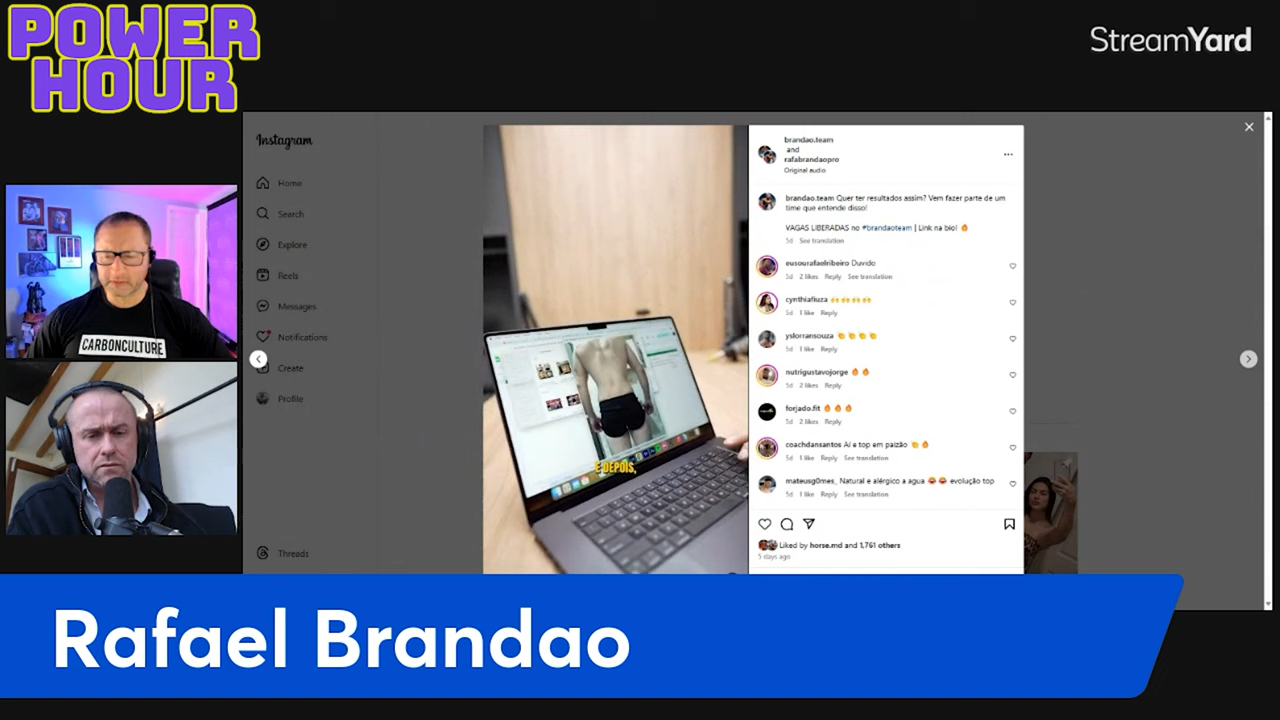 POWER
HOUR
StreamYard
Instagram
Home
Search
Explore
Reels
Messages
Notifications
Create
Profile
Threads
CARBONCULTURE
E DEPOIS,
brandao.team
and
rafabrandaopro
Original audio
brandao.team Quer ter resultados assim? Vem fazer parte de um
time que entende disso!
VAGAS LIBERADAS no #brandaoteam | Link na bio! 🔥
5d See translation
eusourafaelribeiro Duvido
5d 2 likes Reply See translation
cynthiafiuza 🙌🙌🙌🙌
5d 1 like Reply
yslorransouza 👏👏👏👏
5d 1 like Reply
nutrigustavojorge 🔥🔥
5d 2 likes Reply
forjado.fit 🔥🔥🔥
5d 2 likes Reply
coachdansantos Aí e top em paizão 👏🔥
5d 1 like Reply See translation
mateusg0mes_ Natural e alérgico a agua 😂😂 evolução top
5d 1 like Reply See translation
Liked by horse.md and 1,761 others
5 days ago
Rafael Brandao